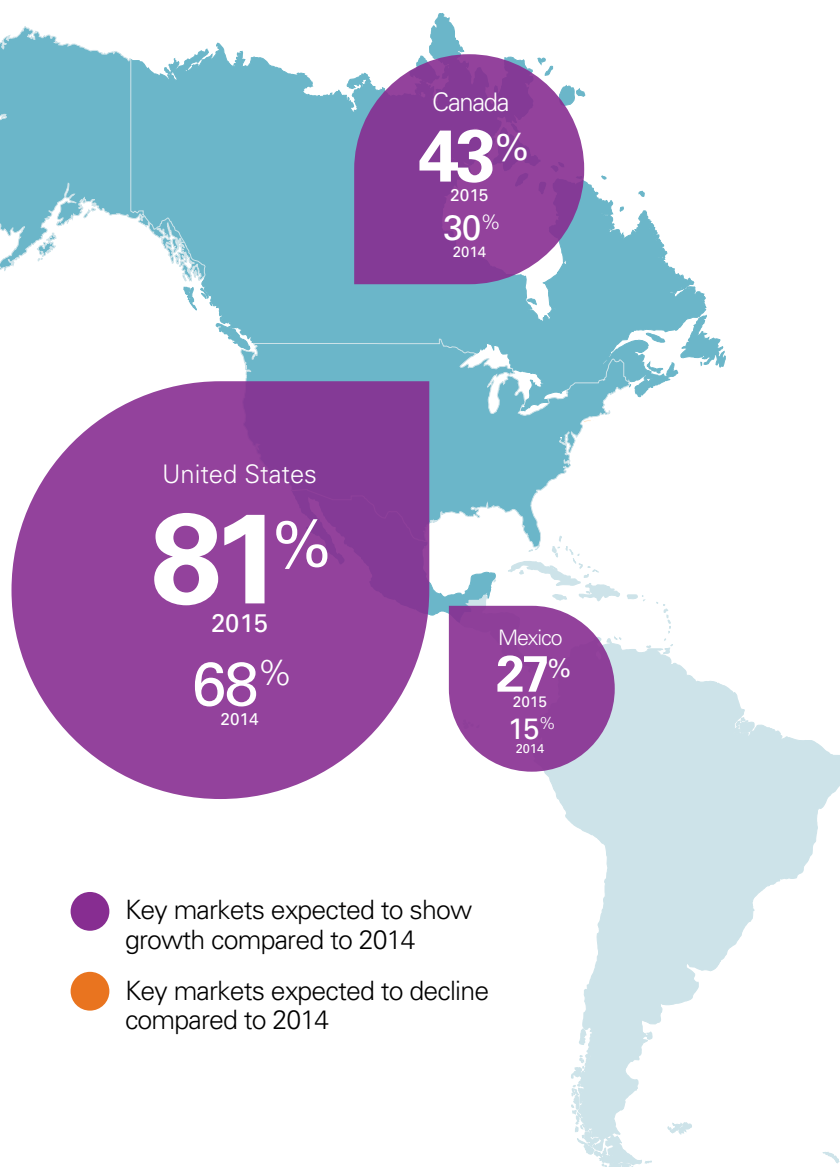 Canada
43%
2015
30%
2014
United States
81%
2015
68%
2014
Mexico
27%
2015
15%
2014
Key markets expected to show
growth compared to 2014
Key markets expected to decline
compared to 2014